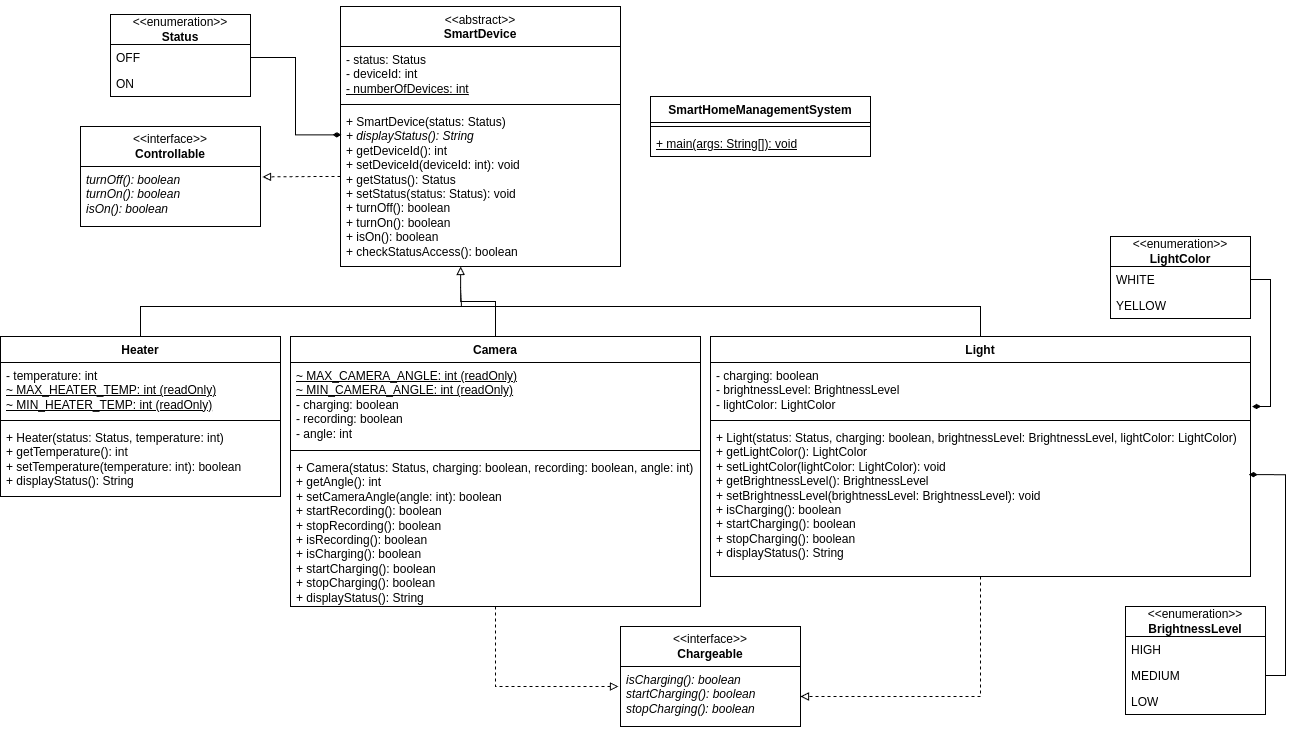 <<enumeration>>
Status
OFF
ON
<<abstract>>
SmartDevice
- status: Status
- deviceId: int
- numberOfDevices: int
+ SmartDevice(status: Status)
+ displayStatus(): String
+ getDeviceId(): int
+ setDeviceId(deviceId: int): void
+ getStatus(): Status
+ setStatus(status: Status): void
+ turnOff(): boolean
+ turnOn(): boolean
+ isOn(): boolean
+ checkStatusAccess(): boolean
<<interface>>
Controllable
turnOff(): boolean
turnOn(): boolean
isOn(): boolean
SmartHomeManagementSystem
+ main(args: String[]): void
<<enumeration>>
LightColor
WHITE
YELLOW
Heater
- temperature: int
~ MAX_HEATER_TEMP: int (readOnly)
~ MIN_HEATER_TEMP: int (readOnly)
+ Heater(status: Status, temperature: int)
+ getTemperature(): int
+ setTemperature(temperature: int): boolean
+ displayStatus(): String
Camera
~ MAX_CAMERA_ANGLE: int (readOnly)
~ MIN_CAMERA_ANGLE: int (readOnly)
- charging: boolean
- recording: boolean
- angle: int
+ Camera(status: Status, charging: boolean, recording: boolean, angle: int)
+ getAngle(): int
+ setCameraAngle(angle: int): boolean
+ startRecording(): boolean
+ stopRecording(): boolean
+ isRecording(): boolean
+ isCharging(): boolean
+ startCharging(): boolean
+ stopCharging(): boolean
+ displayStatus(): String
Light
- charging: boolean
- brightnessLevel: BrightnessLevel
- lightColor: LightColor
+ Light(status: Status, charging: boolean, brightnessLevel: BrightnessLevel, lightColor: LightColor)
+ getLightColor(): LightColor
+ setLightColor(lightColor: LightColor): void
+ getBrightnessLevel(): BrightnessLevel
+ setBrightnessLevel(brightnessLevel: BrightnessLevel): void
+ isCharging(): boolean
+ startCharging(): boolean
+ stopCharging(): boolean
+ displayStatus(): String
<<interface>>
Chargeable
isCharging(): boolean
startCharging(): boolean
stopCharging(): boolean
<<enumeration>>
BrightnessLevel
HIGH
MEDIUM
LOW